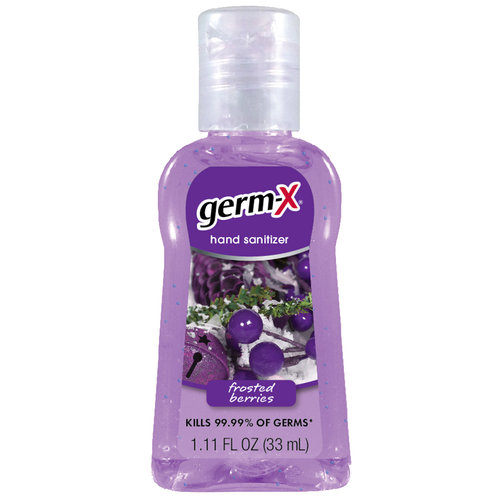 germ-X®
hand sanitizer
frosted
berries
KILLS 99.99% OF GERMS*
1.11 FL OZ (33 mL)